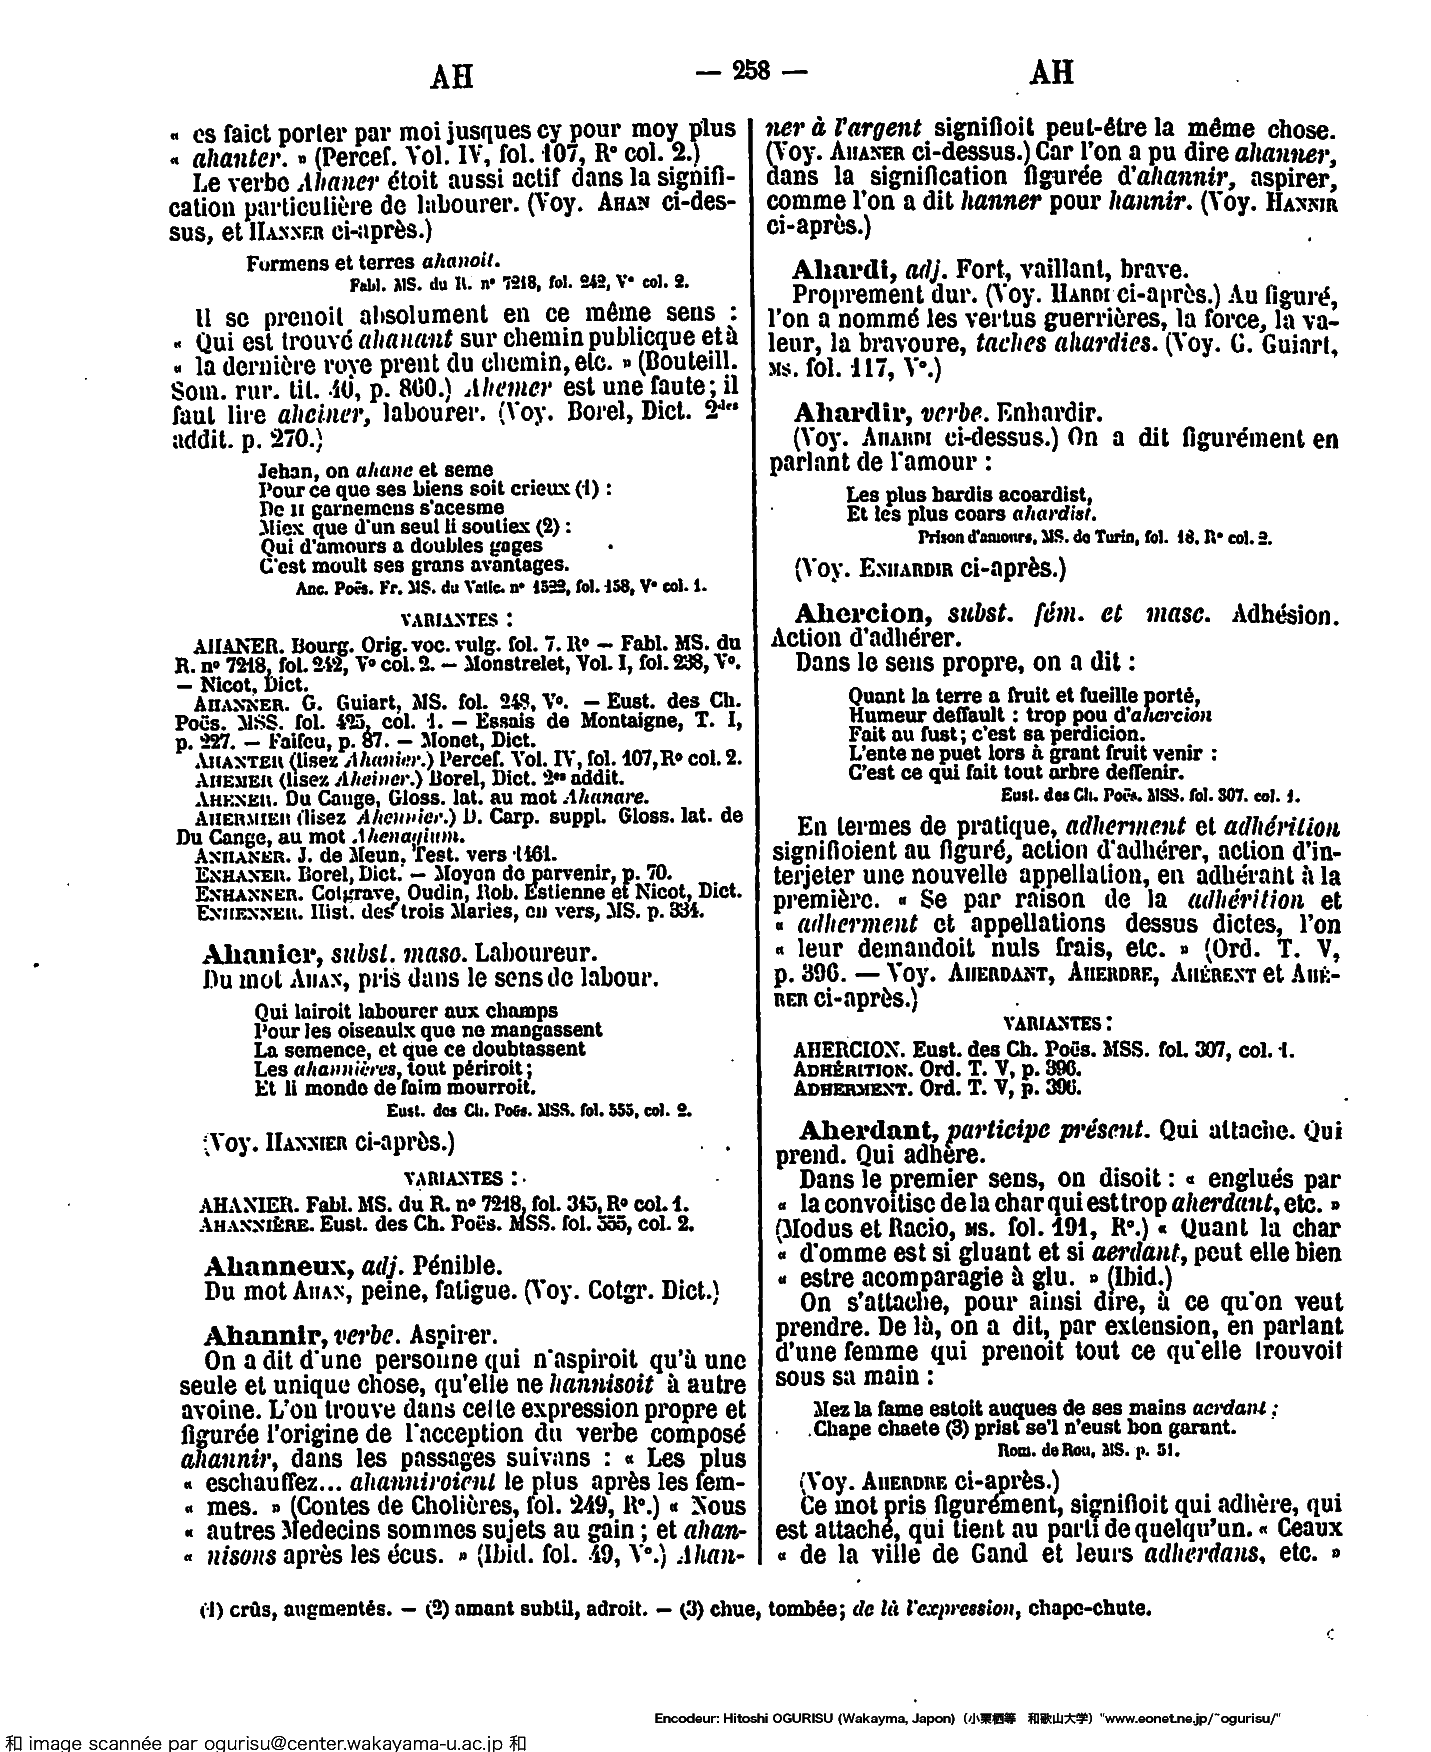 AH — 258 — AH
« es faict porter par moi jusques cy pour moy plus
« ahanter. » (Percef. Vol. IV, fol. 107, R° col. 2.)
Le verbe Ahaner étoit aussi actif dans la signifi-
cation particulière de labourer. (Voy. AHAN ci-des-
sus, et HANNER ci-après.)
Formens et terres ahanoit.
Fabl. MS. du R. n° 7218, fol. 242, V° col. 2.
Il se prenoit absolument en ce même sens :
« Qui est trouvé ahanant sur chemin publicque et à
« la dernière roye prent du chemin, etc. » (Bouteill.
Som. rur. tit. 40, p. 860.) Ahemer est une faute ; il
faut lire aheiner, labourer. (Voy. Borel, Dict. 2des
addit. p. 270.)
Jehan, on ahane et seme
Pour ce que ses biens soit crieux (1) :
De II garnemens s'acesme
Miex que d'un seul li soutiex (2) :
Qui d'amours a doubles gages
C'est moult ses grans avantages.
Anc. Poës. Fr. MS. du Vatic. n° 1522, fol. 158, V° col. 1.
VARIANTES :
AHANER. Bourg. Orig. voc. vulg. fol. 7. R° — Fabl. MS. du
R. n° 7218, fol. 242, V° col. 2. — Monstrelet, Vol. I, fol. 238, V°.
— Nicot, Dict.
AHANNER. G. Guiart, MS. fol. 248, V°. — Eust. des Ch.
Poës. MSS. fol. 425, col. 1. — Essais de Montaigne, T. I,
p. 227. — Faifeu, p. 87. — Monet, Dict.
AHANTER (lisez Ahanier.) Percef. Vol. IV, fol. 107, R° col. 2.
AHEMER (lisez Aheiner.) Borel, Dict. 2es addit.
AHENER. Du Cange, Gloss. lat. au mot Ahanare.
AHERMIER (lisez Ahennier.) D. Carp. suppl. Gloss. lat. de
Du Cange, au mot Ahenagium.
ANHANER. J. de Meun, Test. vers 1461.
ENHANER. Borel, Dict. — Moyen de parvenir, p. 70.
ENHANNER. Cotgrave, Oudin, Rob. Estienne et Nicot, Dict.
ENHENNER. Hist. des trois Maries, en vers, MS. p. 334.
Ahanier, subst. masc. Laboureur.
Du mot AHAN, pris dans le sens de labour.
Qui lairoit labourer aux champs
Pour les oiseaulx que ne mangassent
La semence, et que ce doubtassent
Les ahannières, tout périroit ;
Et li monde de faim mourroit.
Eust. des Ch. Poës. MSS. fol. 555, col. 2.
(Voy. HANNIER ci-après.)
VARIANTES :
AHANIER. Fabl. MS. du R. n° 7218, fol. 345, R° col. 1.
AHANNIÈRE. Eust. des Ch. Poës. MSS. fol. 555, col. 2.
Ahanneux, adj. Pénible.
Du mot AHAN, peine, fatigue. (Voy. Cotgr. Dict.)
Ahannir, verbe. Aspirer.
On a dit d'une personne qui n'aspiroit qu'à une
seule et unique chose, qu'elle ne hannisoit à autre
avoine. L'on trouve dans cette expression propre et
figurée l'origine de l'acception du verbe composé
ahannir, dans les passages suivans : « Les plus
« eschauffez... ahanniroient le plus après les fem-
« mes. » (Contes de Cholières, fol. 249, R°.) « Nous
« autres Medecins sommes sujets au gain ; et ahan-
« nisons après les écus. » (Ibid. fol. 49, V°.) Ahan-
ner à l'argent signifioit peut-être la même chose.
(Voy. AHANER ci-dessus.) Car l'on a pu dire ahanner,
dans la signification figurée d'ahannir, aspirer,
comme l'on a dit hanner pour hannir. (Voy. HANNIR
ci-après.)
Ahardi, adj. Fort, vaillant, brave.
Proprement dur. (Voy. HARDI ci-après.) Au figuré,
l'on a nommé les vertus guerrières, la force, la va-
leur, la bravoure, taches ahardies. (Voy. G. Guiart,
MS. fol. 117, V°.)
Ahardir, verbe. Enhardir.
(Voy. AHARDI ci-dessus.) On a dit figurément en
parlant de l'amour :
Les plus hardis acoardist,
Et les plus coars ahardist.
Prison d'amours, MS. de Turin, fol. 18, R° col. 2.
(Voy. ENHARDIR ci-après.)
Ahercion, subst. fém. et masc. Adhésion.
Action d'adhérer.
Dans le sens propre, on a dit :
Quant la terre a fruit et fueille porté,
Humeur deffault : trop pou d'ahercion
Fait au fust ; c'est sa perdicion.
L'ente ne puet lors à grant fruit venir :
C'est ce qui fait tout arbre deffenir.
Eust. des Ch. Poës. MSS. fol. 307. col. 1.
En termes de pratique, adherment et adhérition
signifioient au figuré, action d'adhérer, action d'in-
terjeter une nouvelle appellation, en adhérant à la
première. « Se par raison de la adhérition et
« adherment et appellations dessus dictes, l'on
« leur demandoit nuls frais, etc. » (Ord. T. V,
p. 396. — Voy. AHERDANT, AHERDRE, AHÉRENT et AHÉ-
RER ci-après.)
VARIANTES :
AHERCION. Eust. des Ch. Poës. MSS. fol. 307, col. 1.
ADHÉRITION. Ord. T. V, p. 396.
ADHERMENT. Ord. T. V, p. 396.
Aherdant, participe présent. Qui attache. Qui
prend. Qui adhère.
Dans le premier sens, on disoit : « englués par
« la convoitise de la char qui est trop aherdant, etc. »
(Modus et Racio, MS. fol. 191, R°.) « Quant la char
« d'omme est si gluant et si aerdant, peut elle bien
« estre acomparagie à glu. » (Ibid.)
On s'attache, pour ainsi dire, à ce qu'on veut
prendre. De là, on a dit, par extension, en parlant
d'une femme qui prenoit tout ce qu'elle trouvoit
sous sa main :
Mez la fame estoit auques de ses mains aerdant ;
Chape chaete (3) prist se'l n'eust bon garant.
Rom. de Rou, MS. p. 51.
(Voy. AHERDRE ci-après.)
Ce mot pris figurément, signifioit qui adhère, qui
est attaché, qui tient au parti de quelqu'un. « Ceaux
« de la ville de Gand et leurs adherdans, etc. »
(1) crûs, augmentés. — (2) amant subtil, adroit. — (3) chue, tombée ; de là l'expression, chape-chute.
Encodeur: Hitoshi OGURISU (Wakayma, Japon) (小栗栖等 和歌山大学) "www.eonet.ne.jp/~ogurisu/"
和 image scannée par ogurisu@center.wakayama-u.ac.jp 和